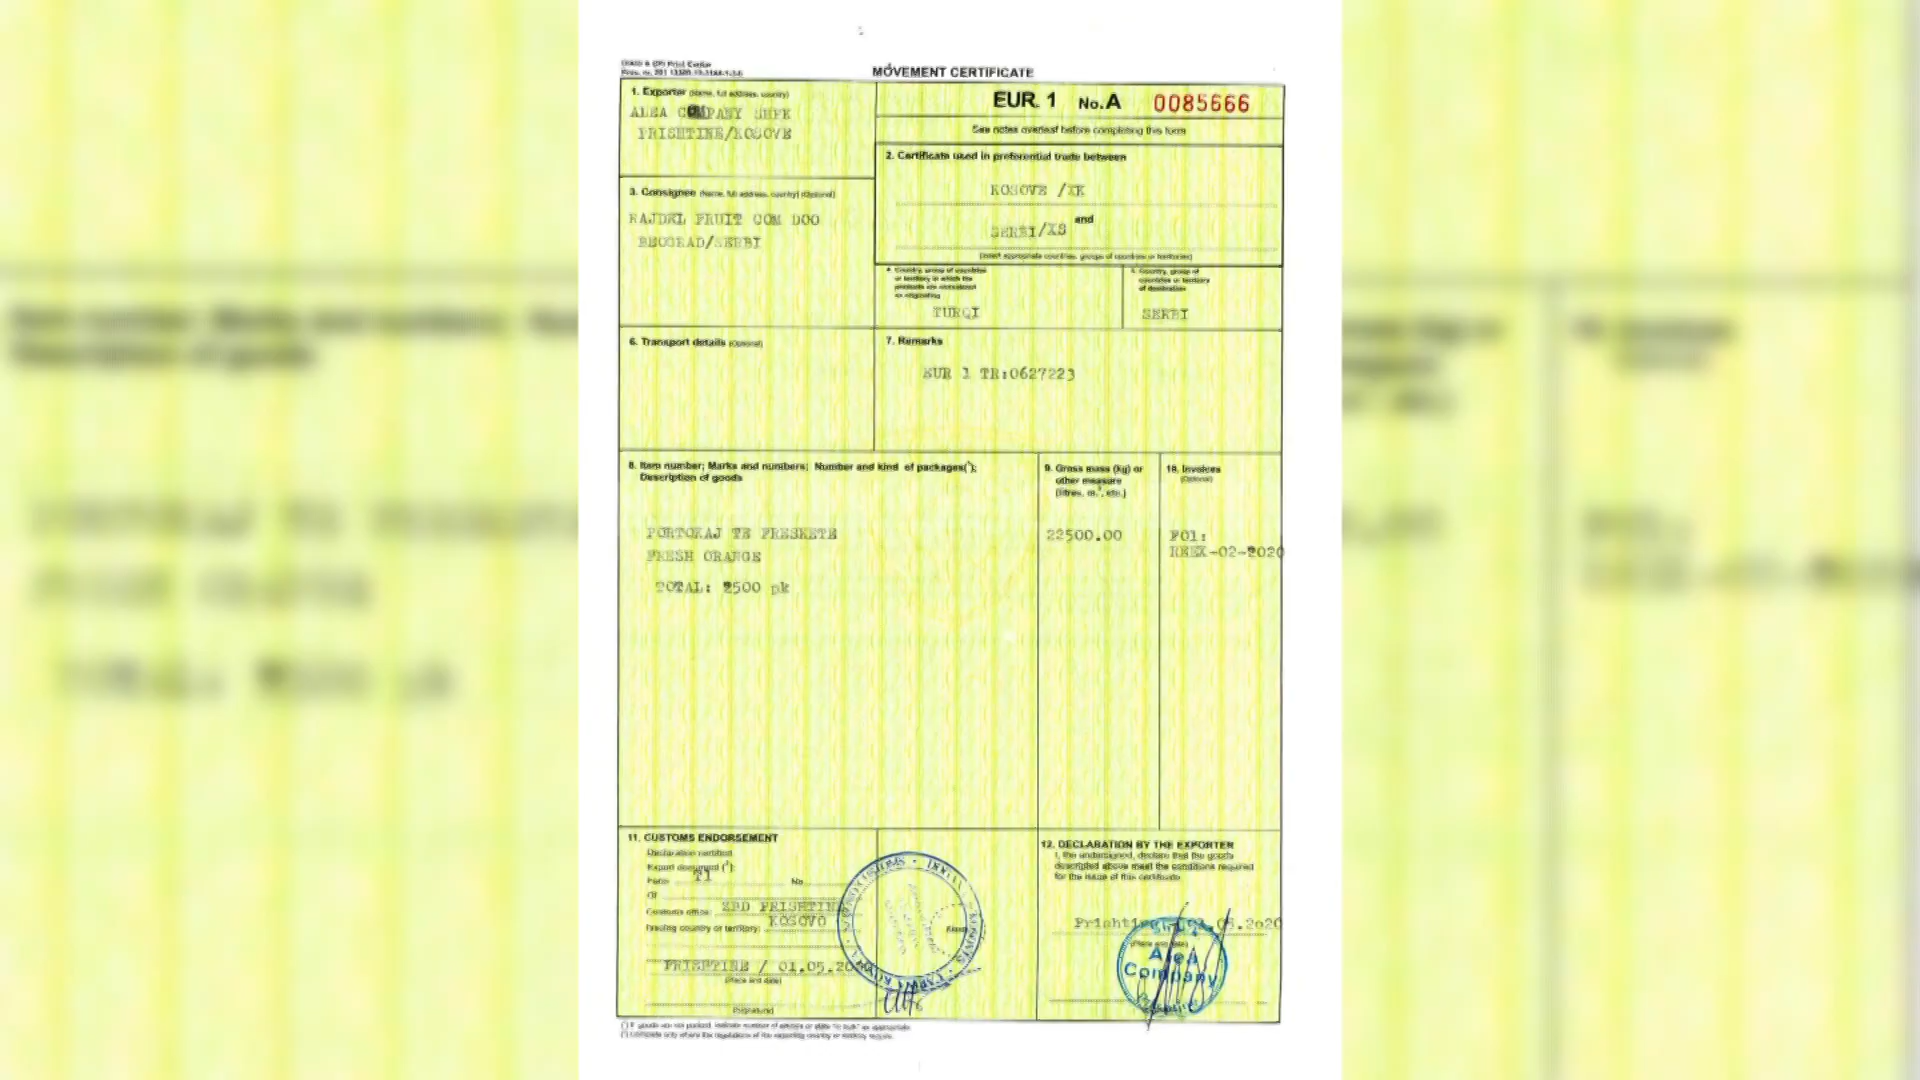 MOVEMENT CERTIFICATE
1. Exporter (Name, full address, country)
ALEA COMPANY SHPK
PRISHTINE/KOSOVE
EUR. 1 No. A 0085666
See notes overleaf before completing this form
2. Certificate used in preferential trade between
KOSOVE /XK
and
SERBI/XS
(insert appropriate countries, groups of countries or territories)
3. Consignee (Name, full address, country) (Optional)
RAJDEL FRUIT COM DOO
BEOGRAD/SERBI
4. Country, group of countries
or territory in which the
products are considered
as originating
TURQI
5. Country, group of
countries or territory
of destination
SERBI
6. Transport details (Optional)
7. Remarks
EUR 1 TR:0627223
8. Item number; Marks and numbers; Number and kind of packages(¹);
Description of goods
PORTOKAJ TE FRESKETE
FRESH ORANGE
TOTAL: 2500 pk
9. Gross mass (kg) or
other measure
(litres, m³, etc.)
22500.00
10. Invoices
(Optional)
F01:
REEX-02-2020
11. CUSTOMS ENDORSEMENT
Declaration certified
Export document (²):
Form T1 No
Of
Customs office: ZBD PRISHTINE
Issuing country or territory: KOSOVO
PRISHTINE / 01.05.20
(Place and date)
(Signature)
12. DECLARATION BY THE EXPORTER
I, the undersigned, declare that the goods
described above meet the conditions required
for the issue of this certificate
Prishtine, 05.2020
(Place and date)
Alea
Company
(¹) If goods are not packed, indicate number of articles or state "in bulk" as appropriate
(²) Complete only where the regulations of the exporting country or territory require